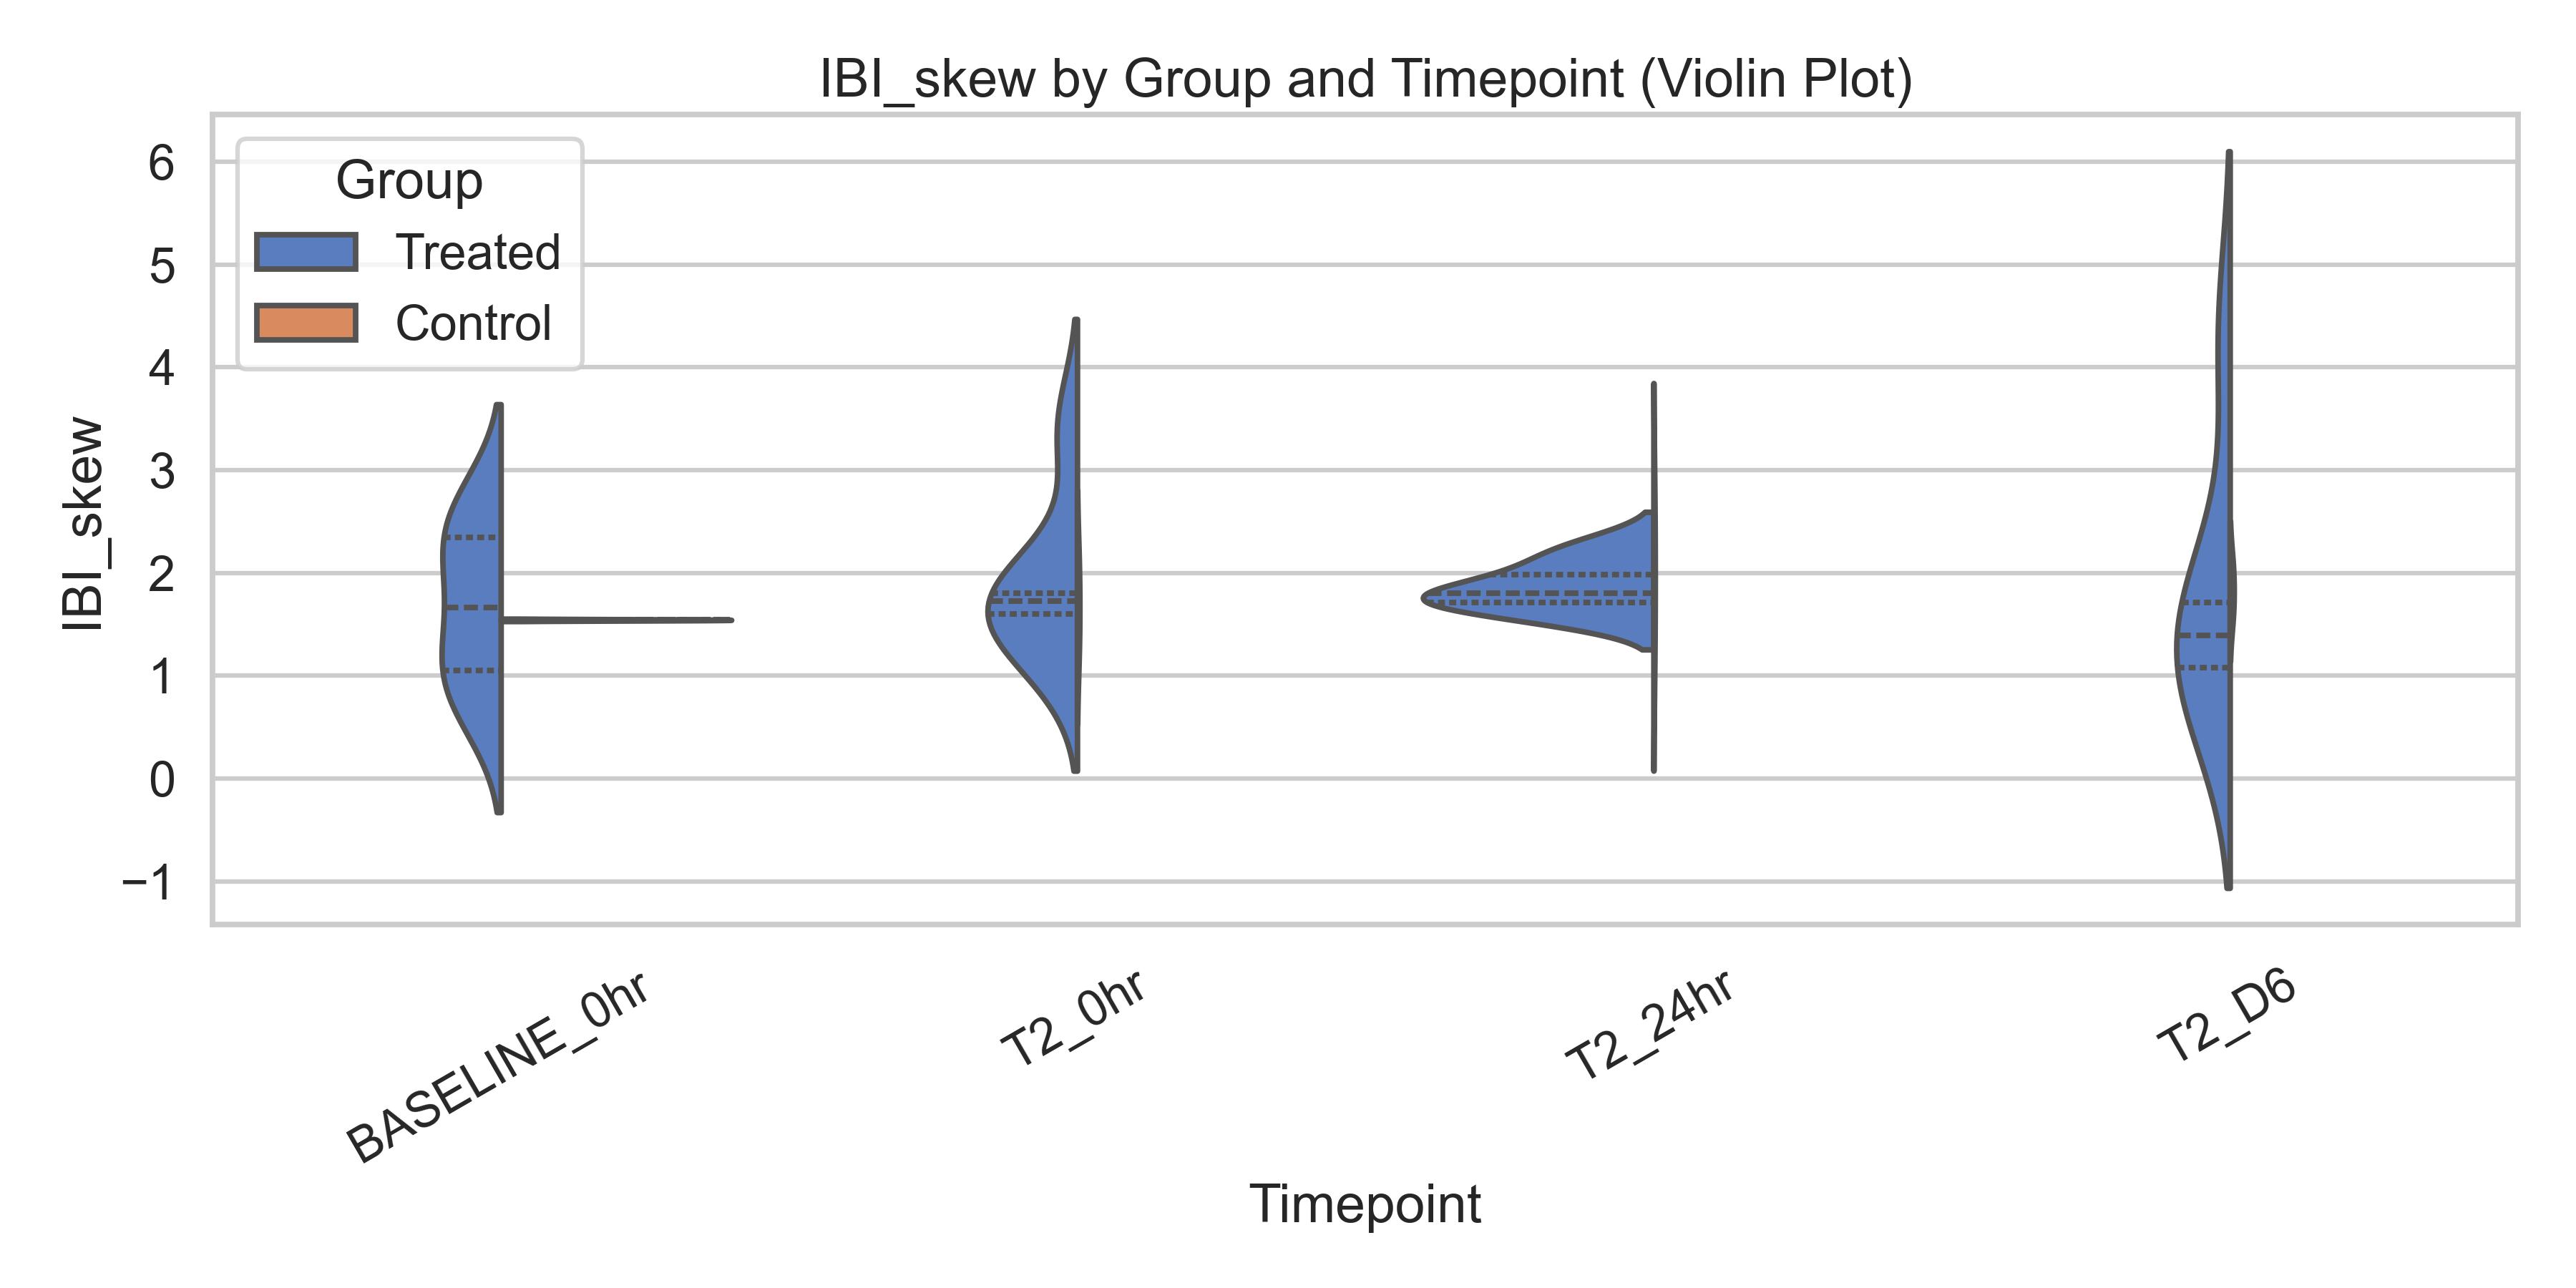 IBI_skew by Group and Timepoint (Violin Plot)
Group
Treated
Control
6
5
4
3
2
1
0
−1
IBI_skew
BASELINE_0hr
T2_0hr
T2_24hr
T2_D6
Timepoint